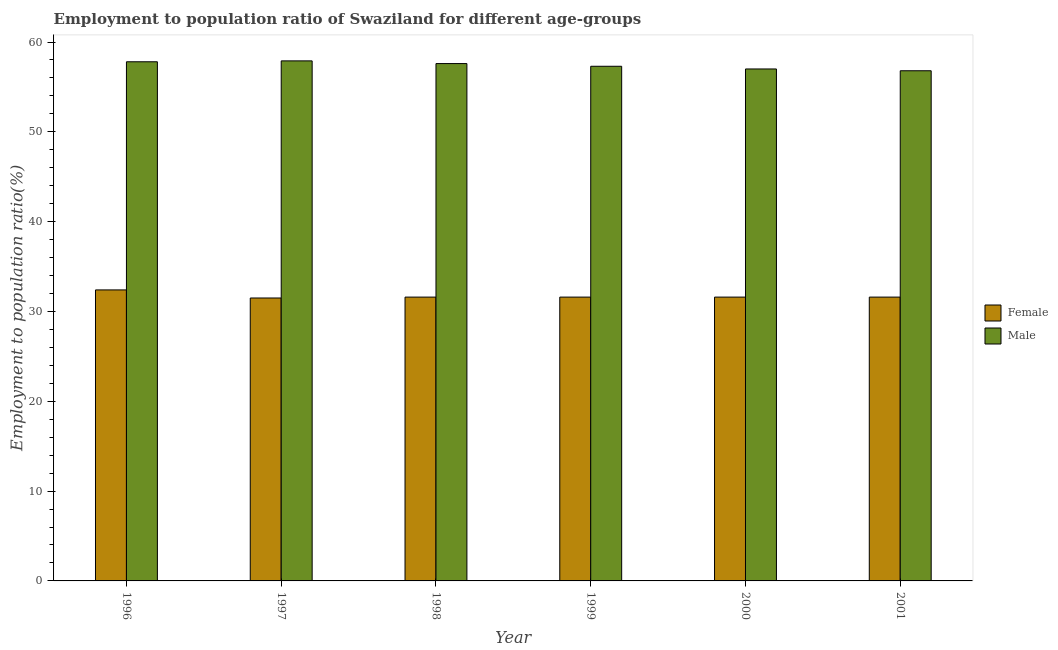 Employment to population ratio of Swaziland for different age-groups
Employment to population ratio(%)
60
50
40
30
20
10
0
1996
1997
1998
1999
2000
2001
Year
Female
Male